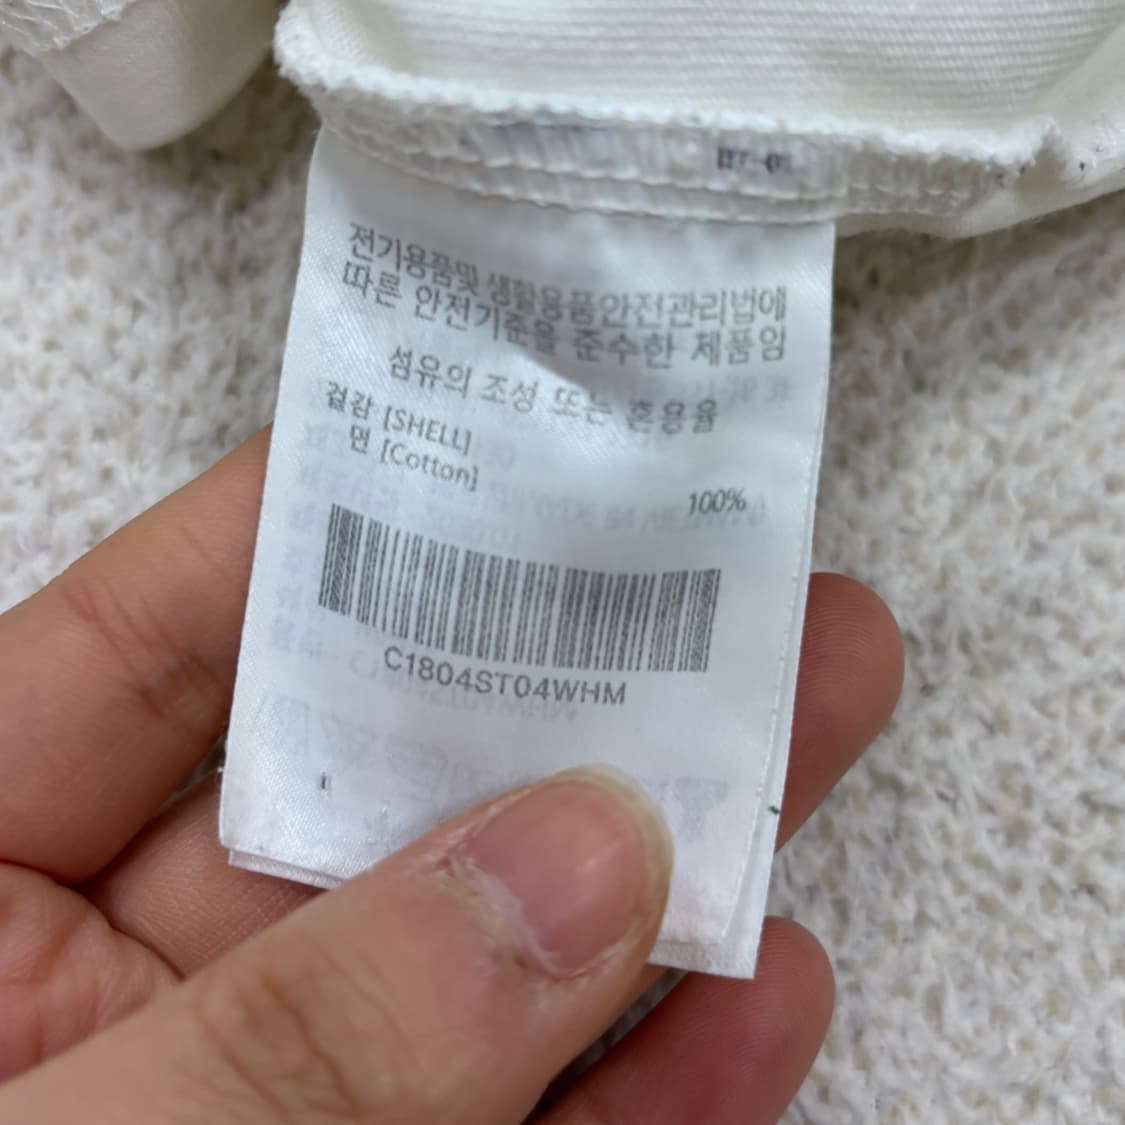 전기용품및 생활용품안전관리법에
따른 안전기준을 준수한 제품임
섬유의 조성 또는 혼용율
겉감 [SHELL]
면 [Cotton]
100%
C1804ST04WHM